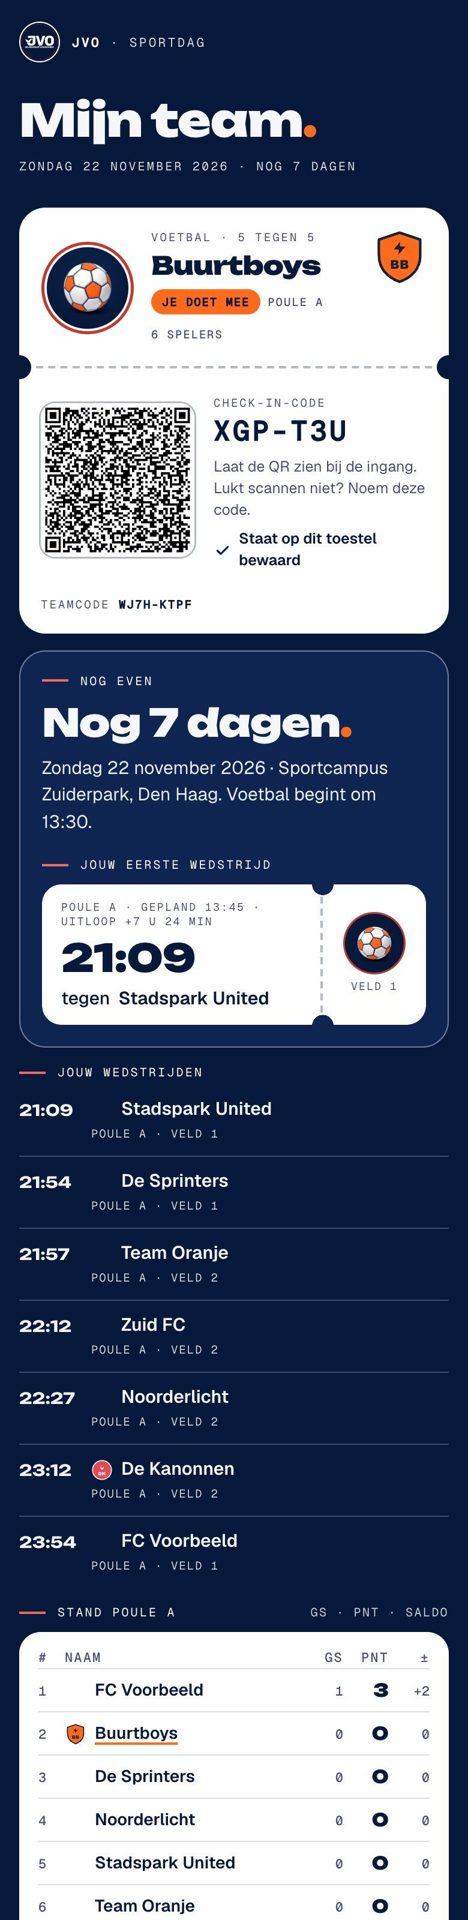 JVO
JVO · SPORTDAG
Mijn team.
ZONDAG 22 NOVEMBER 2026 · NOG 7 DAGEN
VOETBAL · 5 TEGEN 5
Buurtboys
BB
JE DOET MEE POULE A
6 SPELERS
CHECK-IN-CODE
XGP-T3U
Laat de QR zien bij de ingang.
Lukt scannen niet? Noem deze
code.
Staat op dit toestel
bewaard
TEAMCODE WJ7H-KTPF
NOG EVEN
Nog 7 dagen.
Zondag 22 november 2026 · Sportcampus
Zuiderpark, Den Haag. Voetbal begint om
13:30.
JOUW EERSTE WEDSTRIJD
POULE A · GEPLAND 13:45 ·
UITLOOP +7 U 24 MIN
21:09
tegen Stadspark United
VELD 1
JOUW WEDSTRIJDEN
21:09 Stadspark United
POULE A · VELD 1
21:54 De Sprinters
POULE A · VELD 1
21:57 Team Oranje
POULE A · VELD 2
22:12 Zuid FC
POULE A · VELD 2
22:27 Noorderlicht
POULE A · VELD 2
23:12 De Kanonnen
POULE A · VELD 2
23:54 FC Voorbeeld
POULE A · VELD 1
STAND POULE A GS · PNT · SALDO
# NAAM GS PNT ±
1 FC Voorbeeld 1 3 +2
2 Buurtboys 0 0 0
3 De Sprinters 0 0 0
4 Noorderlicht 0 0 0
5 Stadspark United 0 0 0
6 Team Oranje 0 0 0